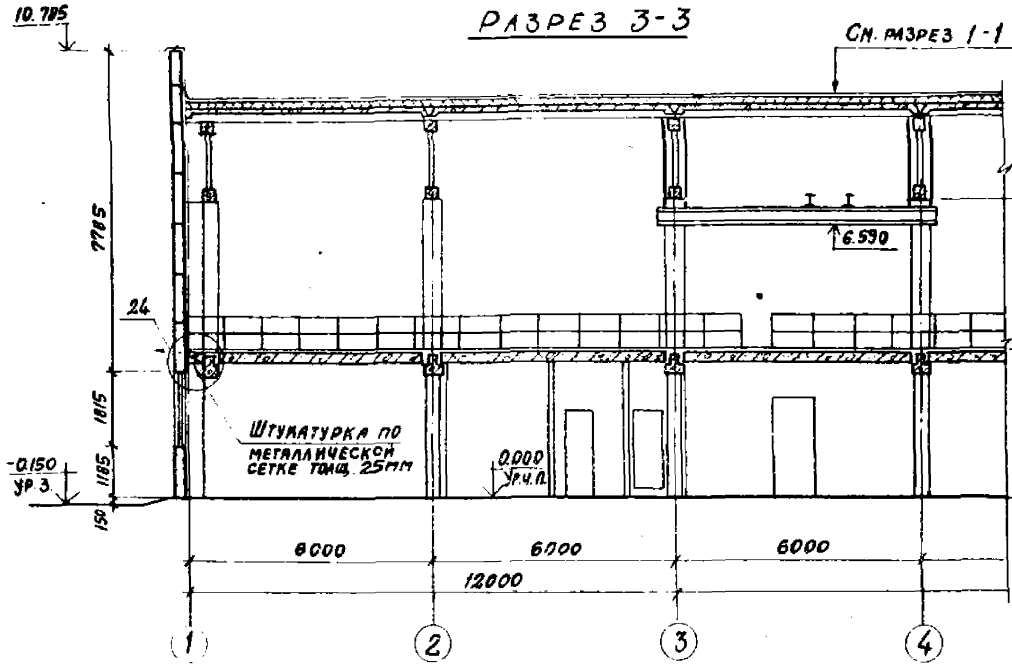 РАЗРЕЗ 3-3
10.785
СМ. РАЗРЕЗ 1-1
7785
6.590
24
1815
ШТУКАТУРКА ПО
МЕТАЛЛИЧЕСКОЙ
СЕТКЕ ТОЛЩ. 25ММ
-0.150
УР. З.
1185
0.000
УР.Ч.П.
150
6000
6000
6000
12000
1
2
3
4